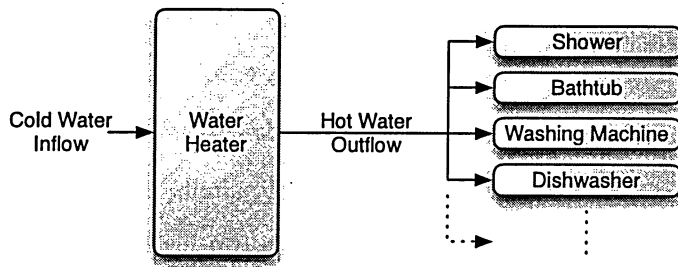 Cold Water
Inflow
Water
Heater
Hot Water
Outflow
Shower
Bathtub
Washing Machine
Dishwasher